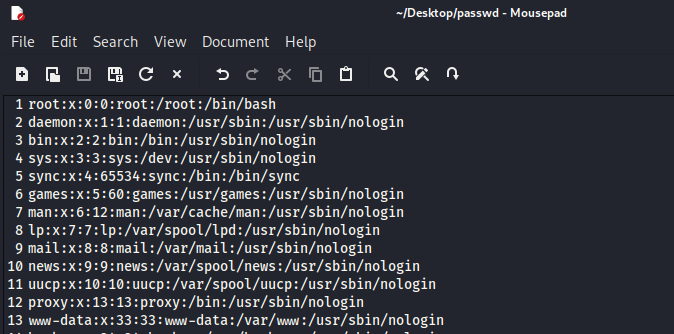 ~/Desktop/passwd - Mousepad
File Edit Search View Document Help
1 root:x:0:0:root:/root:/bin/bash
2 daemon:x:1:1:daemon:/usr/sbin:/usr/sbin/nologin
3 bin:x:2:2:bin:/bin:/usr/sbin/nologin
4 sys:x:3:3:sys:/dev:/usr/sbin/nologin
5 sync:x:4:65534:sync:/bin:/bin/sync
6 games:x:5:60:games:/usr/games:/usr/sbin/nologin
7 man:x:6:12:man:/var/cache/man:/usr/sbin/nologin
8 lp:x:7:7:lp:/var/spool/lpd:/usr/sbin/nologin
9 mail:x:8:8:mail:/var/mail:/usr/sbin/nologin
10 news:x:9:9:news:/var/spool/news:/usr/sbin/nologin
11 uucp:x:10:10:uucp:/var/spool/uucp:/usr/sbin/nologin
12 proxy:x:13:13:proxy:/bin:/usr/sbin/nologin
13 www-data:x:33:33:www-data:/var/www:/usr/sbin/nologin